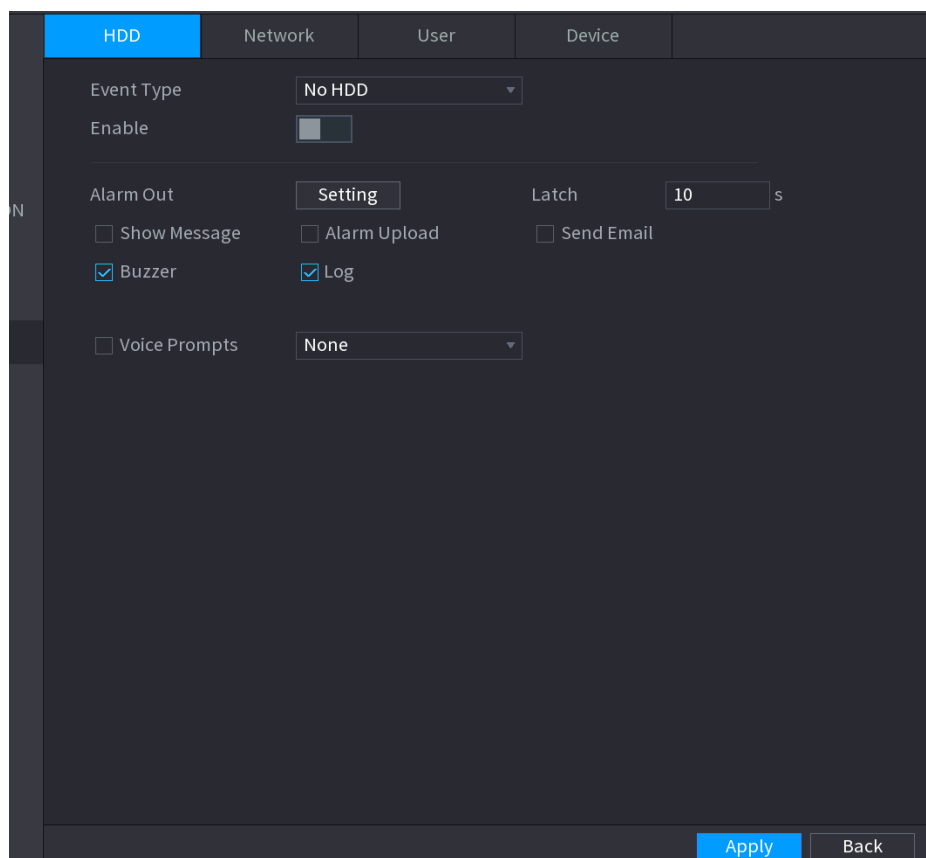 HDD Network User Device
Event Type No HDD
Enable
Alarm Out Setting Latch 10 s
ON
Show Message Alarm Upload Send Email
Buzzer Log
Voice Prompts None
Apply Back